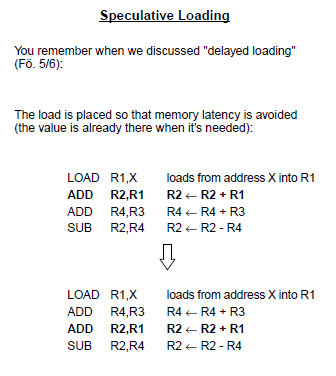 Speculative Loading
You remember when we discussed "delayed loading"
(Fö. 5/6):
The load is placed so that memory latency is avoided
(the value is already there when it's needed):
LOAD R1,X loads from address X into R1
ADD R2,R1 R2 ← R2 + R1
ADD R4,R3 R4 ← R4 + R3
SUB R2,R4 R2 ← R2 - R4
LOAD R1,X loads from address X into R1
ADD R4,R3 R4 ← R4 + R3
ADD R2,R1 R2 ← R2 + R1
SUB R2,R4 R2 ← R2 - R4